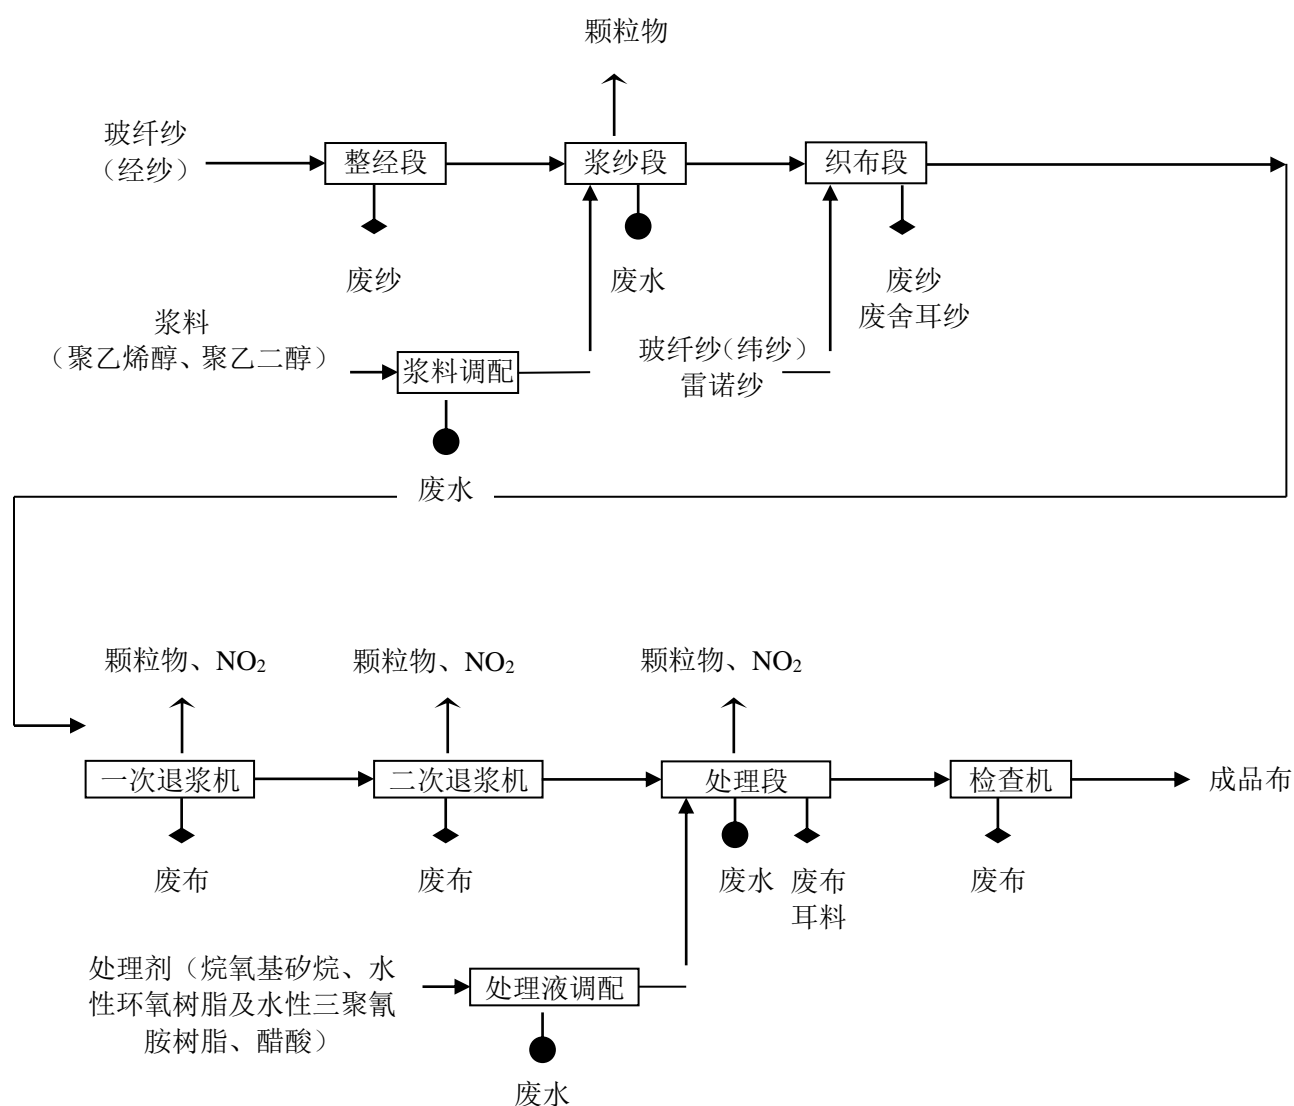 颗粒物
玻纤纱
（经纱）
整经段
浆纱段
织布段
废纱
废水
废纱
废舍耳纱
浆料
（聚乙烯醇、聚乙二醇）
浆料调配
玻纤纱（纬纱）
雷诺纱
废水
颗粒物、NO₂
颗粒物、NO₂
颗粒物、NO₂
一次退浆机
二次退浆机
处理段
检查机
成品布
废布
废布
废水
废布
耳料
废布
处理剂（烷氧基矽烷、水
性环氧树脂及水性三聚氰
胺树脂、醋酸）
处理液调配
废水